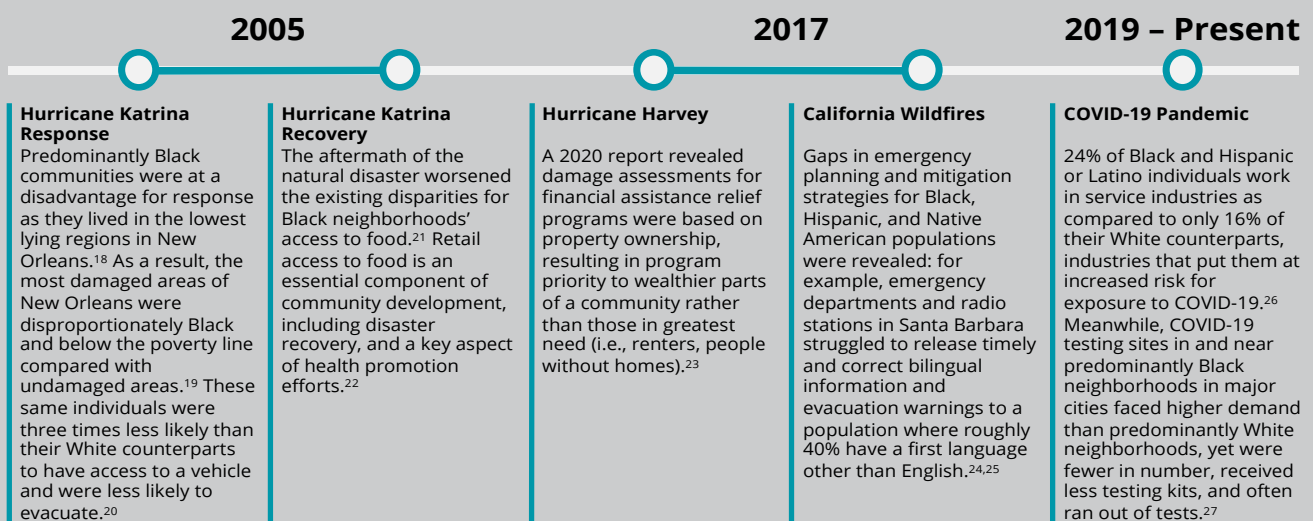 2005
2017
2019 – Present
Hurricane Katrina
Response
Predominantly Black
communities were at a
disadvantage for response
as they lived in the lowest
lying regions in New
Orleans.18 As a result, the
most damaged areas of
New Orleans were
disproportionately Black
and below the poverty line
compared with
undamaged areas.19 These
same individuals were
three times less likely than
their White counterparts
to have access to a vehicle
and were less likely to
evacuate.20
Hurricane Katrina
Recovery
The aftermath of the
natural disaster worsened
the existing disparities for
Black neighborhoods’
access to food.21 Retail
access to food is an
essential component of
community development,
including disaster
recovery, and a key aspect
of health promotion
efforts.22
Hurricane Harvey
A 2020 report revealed
damage assessments for
financial assistance relief
programs were based on
property ownership,
resulting in program
priority to wealthier parts
of a community rather
than those in greatest
need (i.e., renters, people
without homes).23
California Wildfires
Gaps in emergency
planning and mitigation
strategies for Black,
Hispanic, and Native
American populations
were revealed: for
example, emergency
departments and radio
stations in Santa Barbara
struggled to release timely
and correct bilingual
information and
evacuation warnings to a
population where roughly
40% have a first language
other than English.24,25
COVID-19 Pandemic
24% of Black and Hispanic
or Latino individuals work
in service industries as
compared to only 16% of
their White counterparts,
industries that put them at
increased risk for
exposure to COVID-19.26
Meanwhile, COVID-19
testing sites in and near
predominantly Black
neighborhoods in major
cities faced higher demand
than predominantly White
neighborhoods, yet were
fewer in number, received
less testing kits, and often
ran out of tests.27